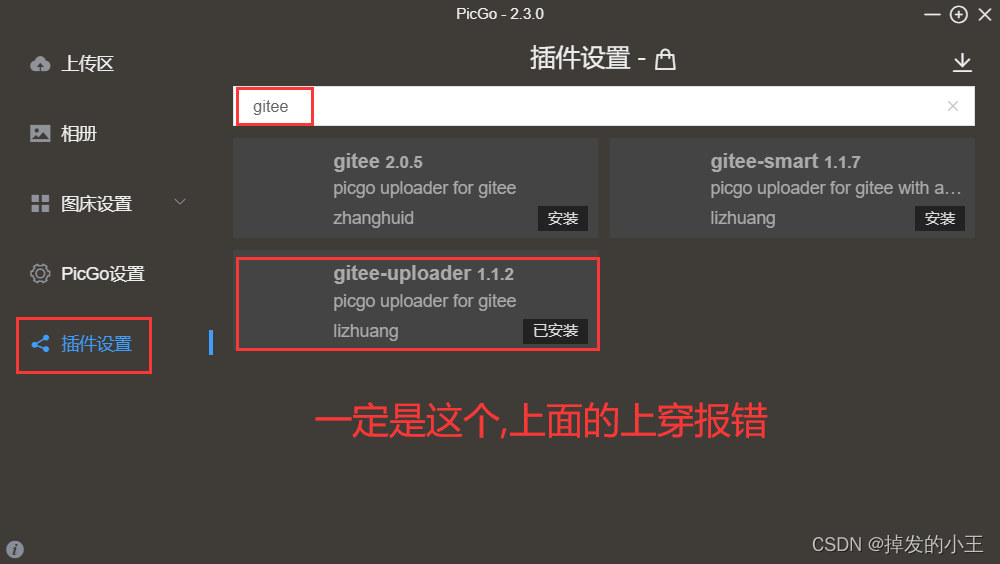 PicGo - 2.3.0
上传区
相册
图床设置
PicGo设置
插件设置
插件设置 -
gitee
gitee 2.0.5
picgo uploader for gitee
zhanghuid
安装
gitee-smart 1.1.7
picgo uploader for gitee with a…
lizhuang
安装
gitee-uploader 1.1.2
picgo uploader for gitee
lizhuang
已安装
一定是这个,上面的上穿报错
CSDN @掉发的小王